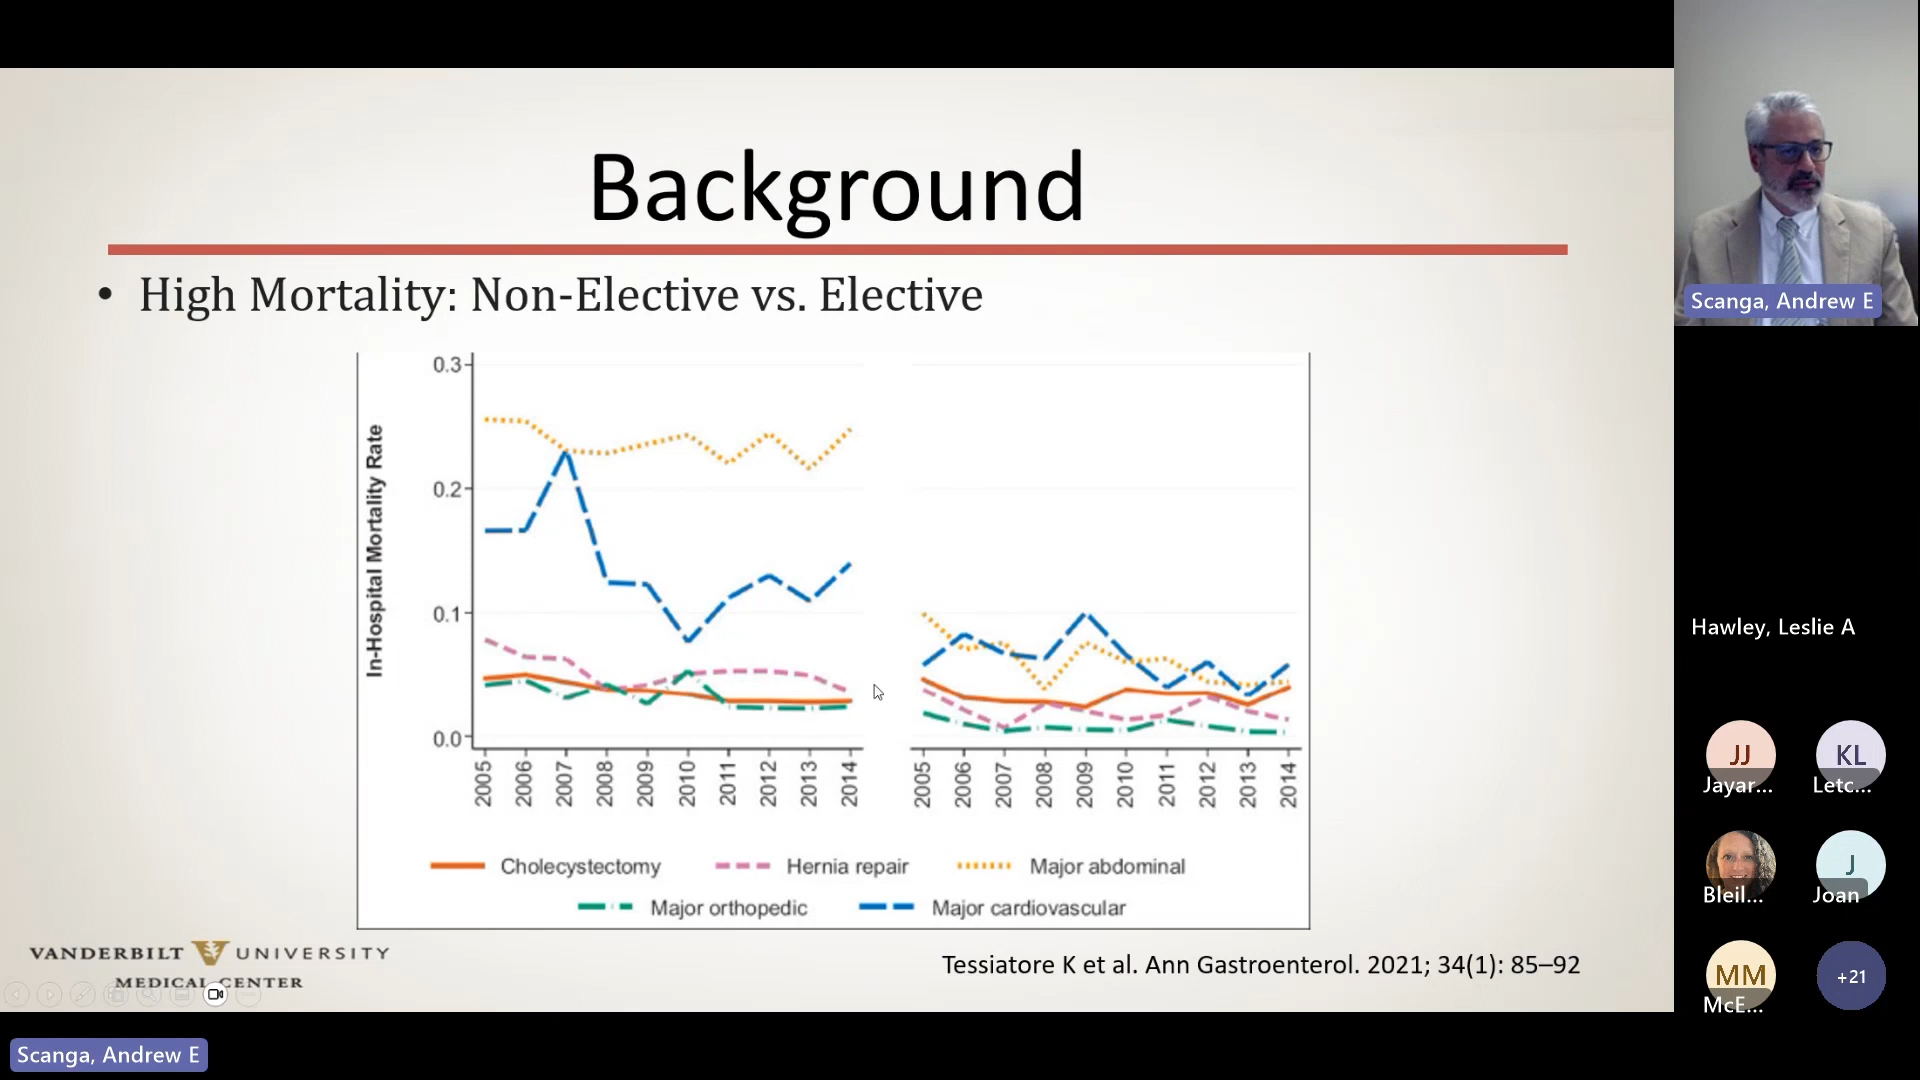 Background
• High Mortality: Non-Elective vs. Elective
In-Hospital Mortality Rate
0.3
0.2
0.1
0.0
2005 2006 2007 2008 2009 2010 2011 2012 2013 2014
2005 2006 2007 2008 2009 2010 2011 2012 2013 2014
Cholecystectomy Hernia repair Major abdominal
Major orthopedic Major cardiovascular
VANDERBILT UNIVERSITY
MEDICAL CENTER
Tessiatore K et al. Ann Gastroenterol. 2021; 34(1): 85–92
Scanga, Andrew E
Scanga, Andrew E
Hawley, Leslie A
JJ KL
Jayar... Letc...
J
Bleil... Joan
MM +21
McE...